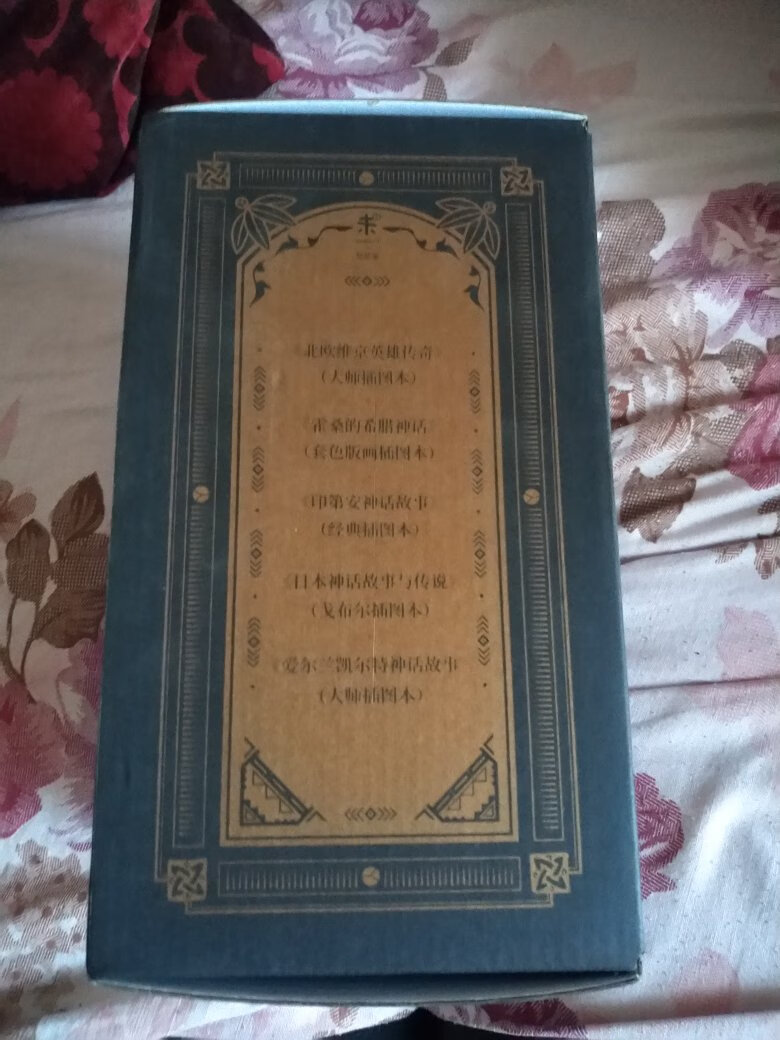 《北欧维京英雄传奇》
(大师插图本)
《霍桑的希腊神话》
(套色版画插图本)
《印第安神话故事》
(经典插图本)
《日本神话故事与传说》
(戈布尔插图本)
《爱尔兰凯尔特神话故事》
(大师插图本)